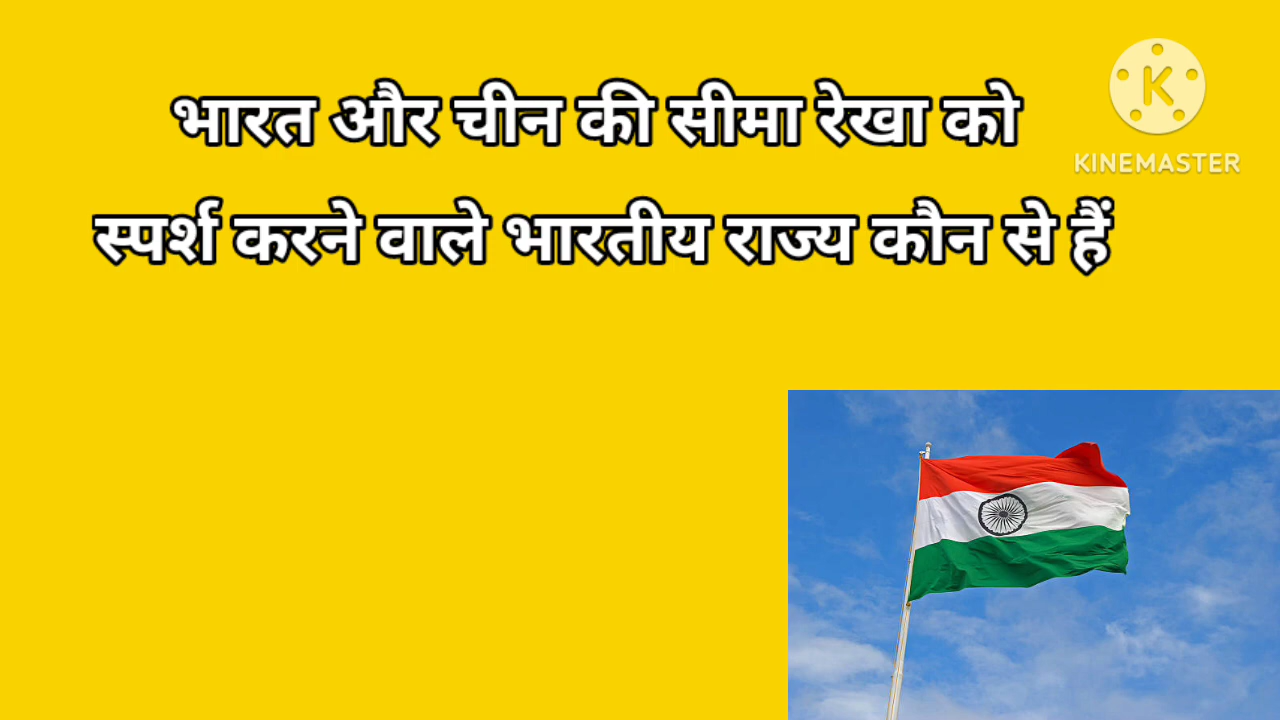 भारत और चीन की सीमा रेखा को
स्पर्श करने वाले भारतीय राज्य कौन से हैं
K
KINEMASTER